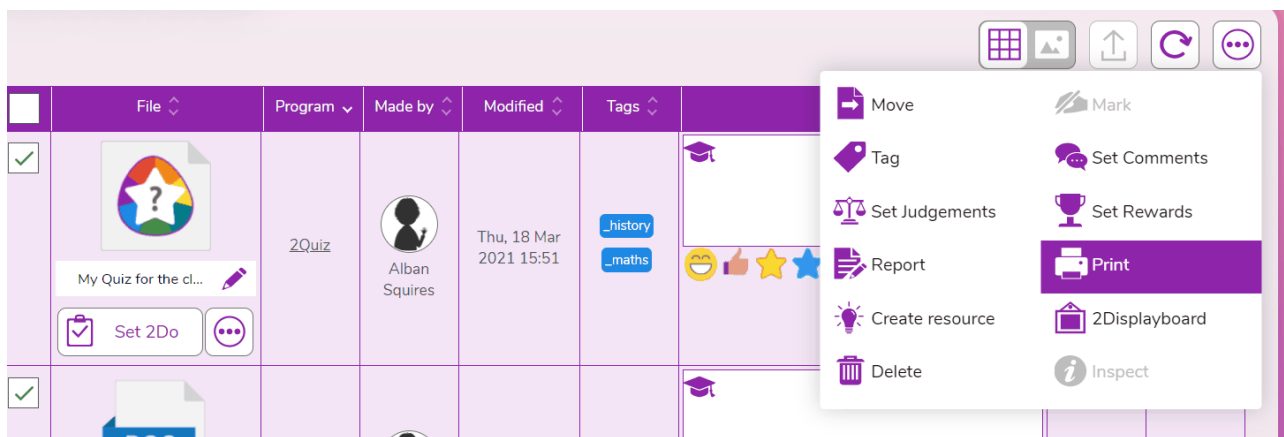 File
Program
Made by
Modified
Tags
?
My Quiz for the cl...
Set 2Do
2Quiz
Alban
Squires
Thu, 18 Mar
2021 15:51
_history
_maths
Move
Mark
Tag
Set Comments
Set Judgements
Set Rewards
Report
Print
Create resource
2Displayboard
Delete
Inspect